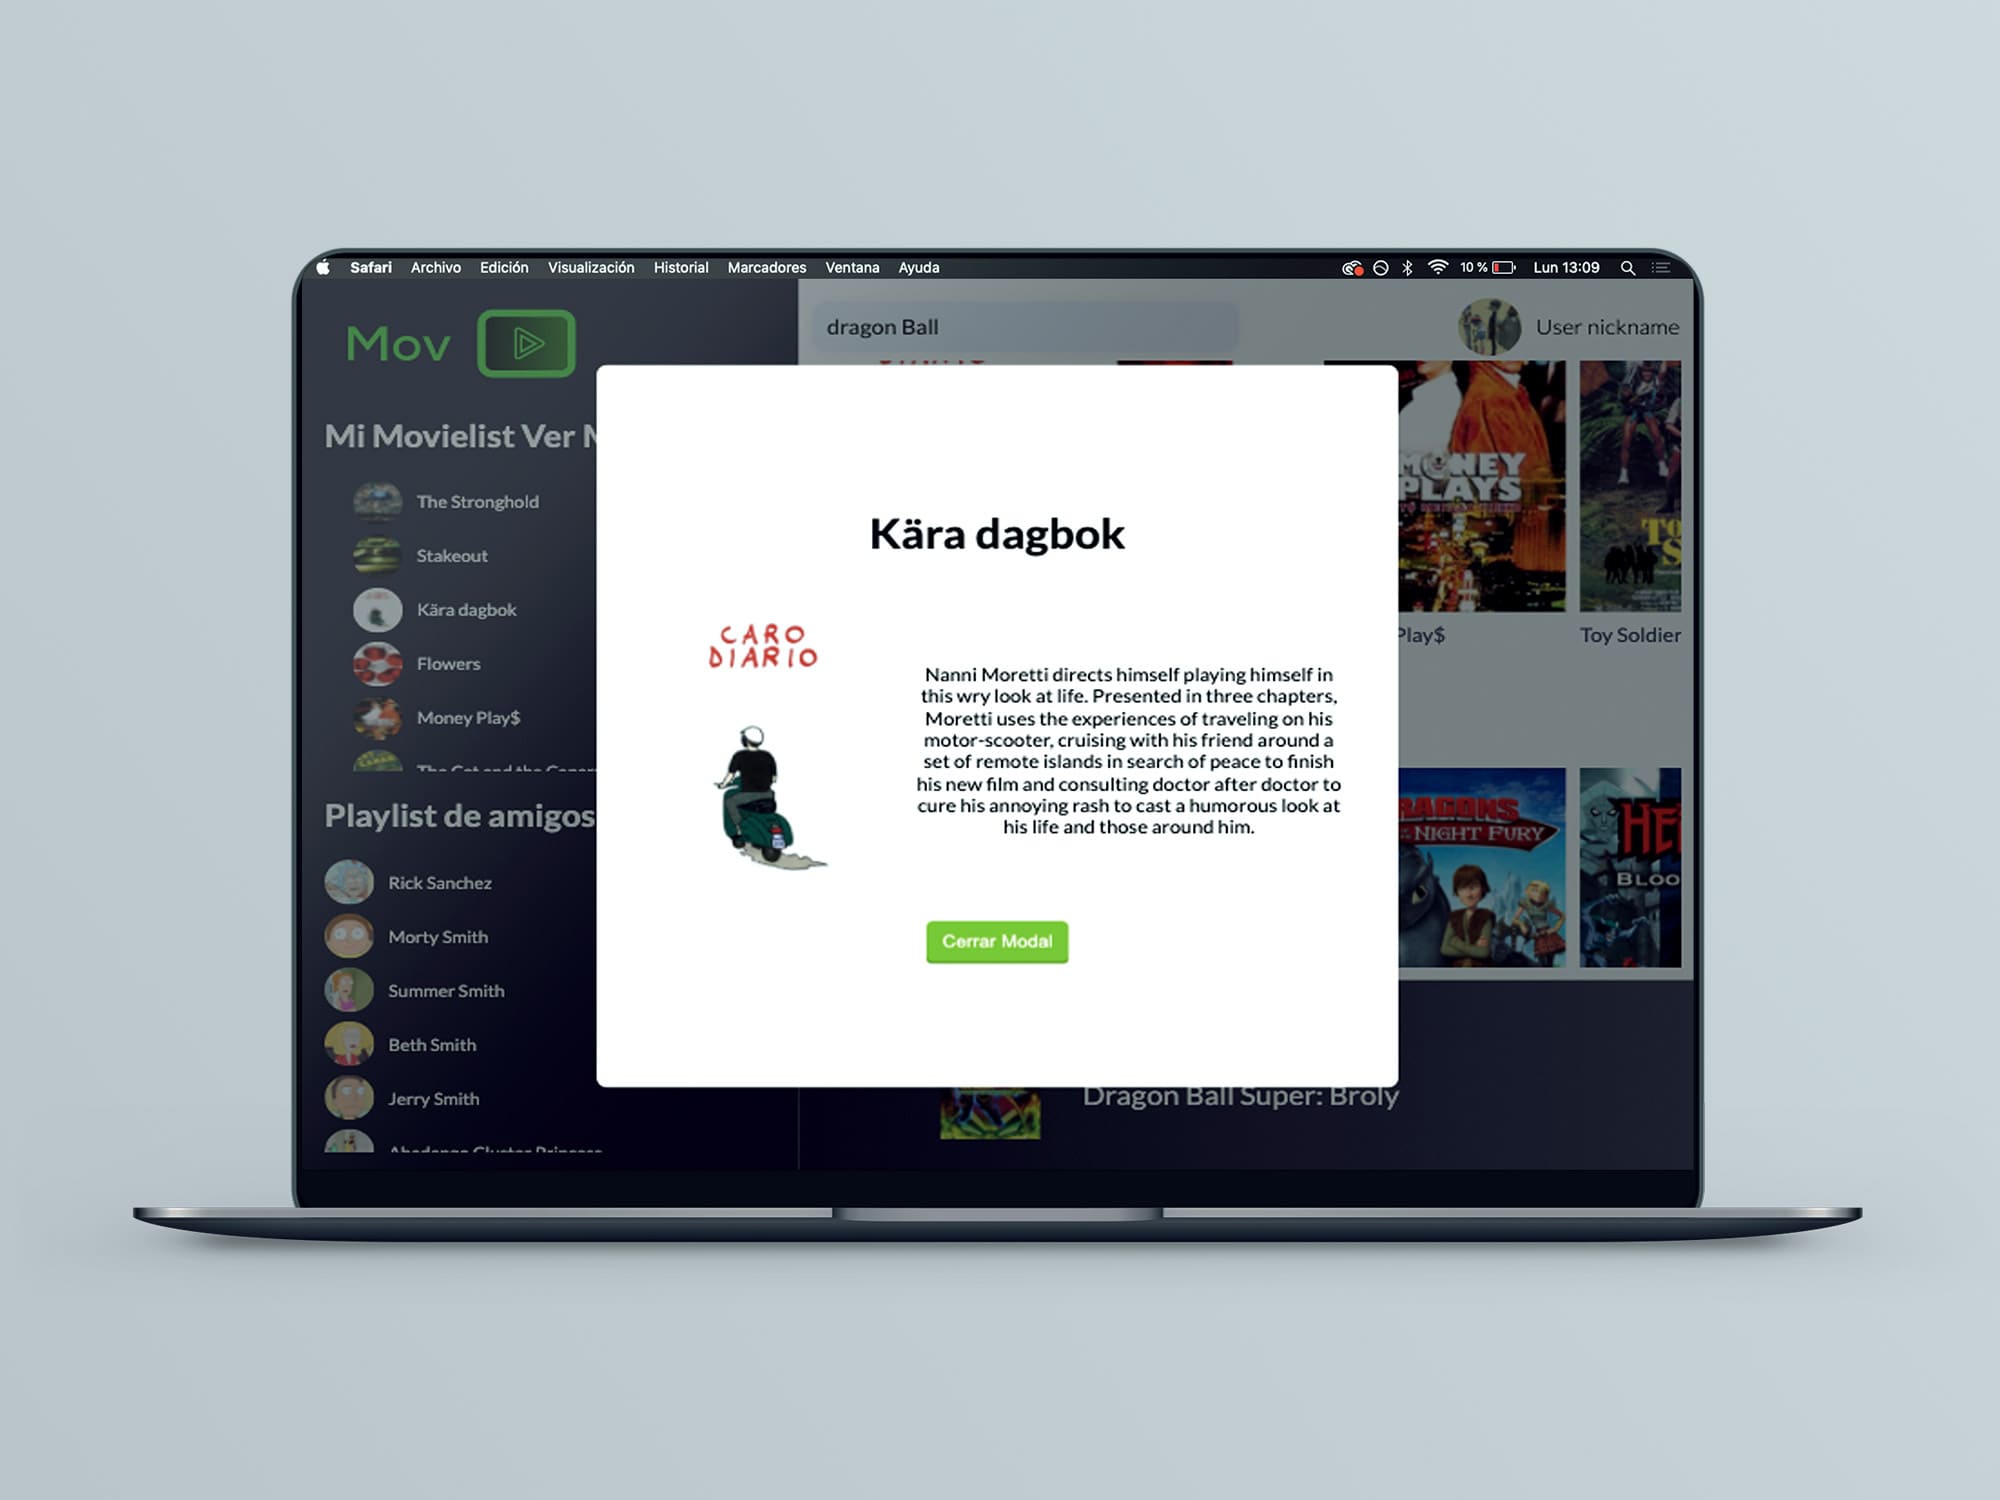 Safari Archivo Edición Visualización Historial Marcadores Ventana Ayuda 10 % Lun 13:09
Mov
dragon Ball
User nickname
Mi Movielist Ver
The Stronghold
Stakeout
Kära dagbok
Flowers
Money Play$
Playlist de amigos
Rick Sanchez
Morty Smith
Summer Smith
Beth Smith
Jerry Smith
Kära dagbok
CARO
DIARIO
Nanni Moretti directs himself playing himself in
this wry look at life. Presented in three chapters,
Moretti uses the experiences of traveling on his
motor-scooter, cruising with his friend around a
set of remote islands in search of peace to finish
his new film and consulting doctor after doctor to
cure his annoying rash to cast a humorous look at
his life and those around him.
Cerrar Modal
MONEY
PLAYS
Play$
Toy Soldier
NIGHT FURY
Dragon Ball Super: Broly